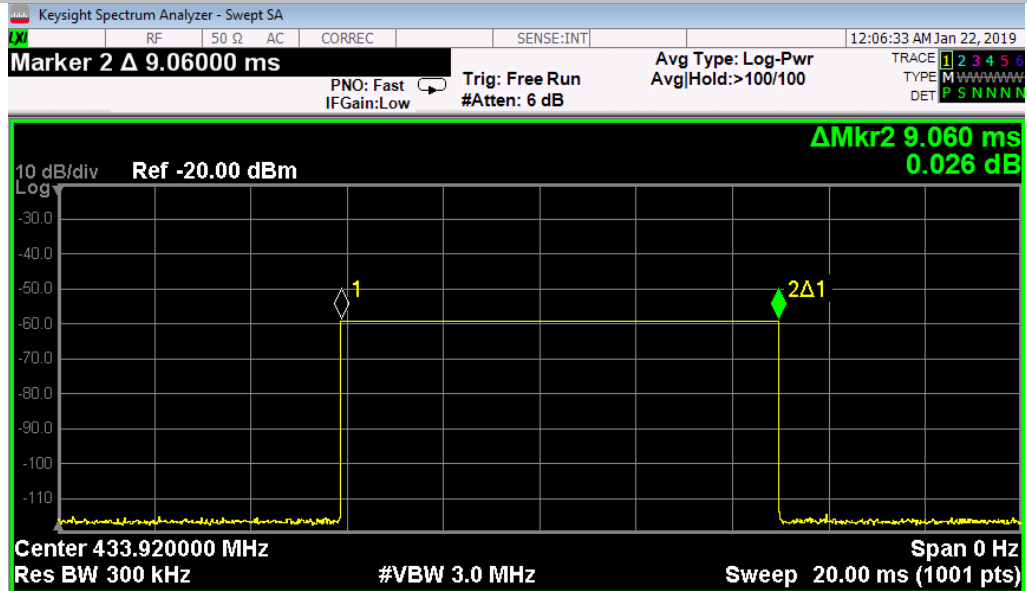 Keysight Spectrum Analyzer - Swept SA
LXI RF 50 Ω AC CORREC SENSE:INT 12:06:33 AM Jan 22, 2019
Marker 2 Δ 9.06000 ms
PNO: Fast
IFGain:Low
Trig: Free Run
#Atten: 6 dB
Avg Type: Log-Pwr
Avg|Hold:>100/100
TRACE 1 2 3 4 5 6
TYPE M WWWWW
DET P S N N N N
ΔMkr2 9.060 ms
0.026 dB
10 dB/div Ref -20.00 dBm
Log
-30.0
-40.0
-50.0
1
2Δ1
-60.0
-70.0
-80.0
-90.0
-100
-110
Center 433.920000 MHz Span 0 Hz
Res BW 300 kHz #VBW 3.0 MHz Sweep 20.00 ms (1001 pts)